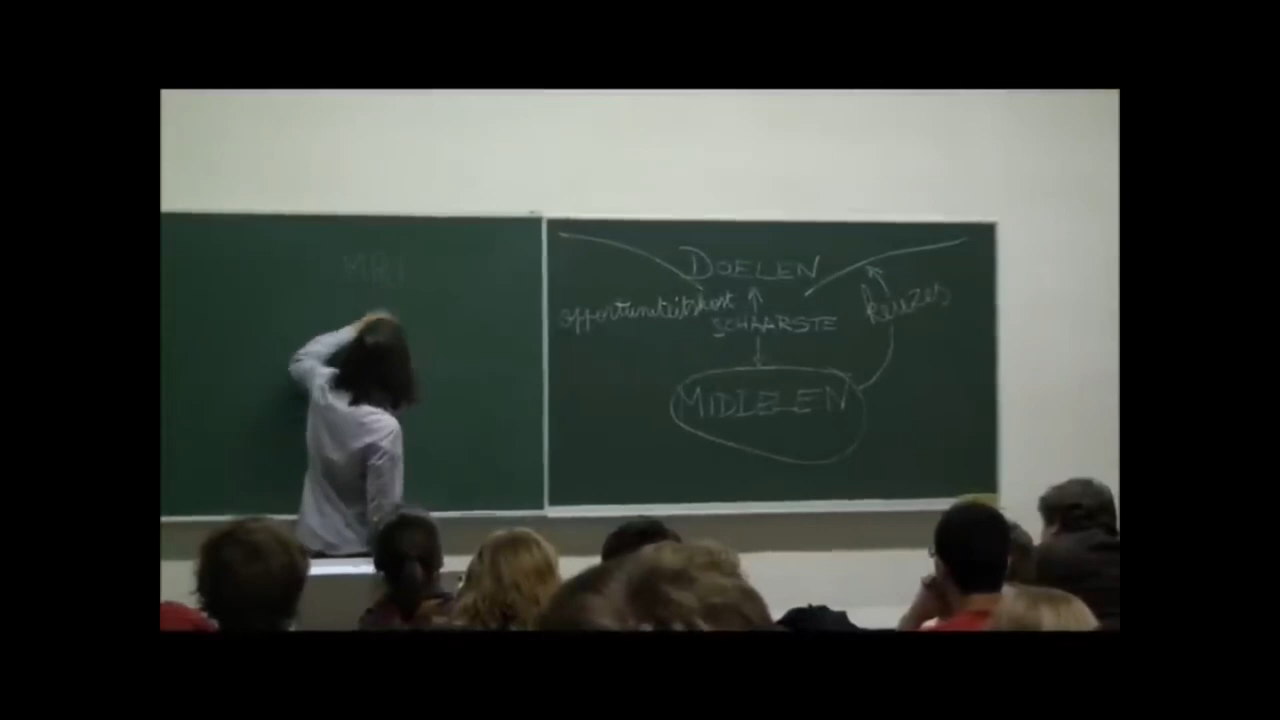 DOELEN
opportuniteitskost
keuzes
SCHAARSTE
MIDDELEN